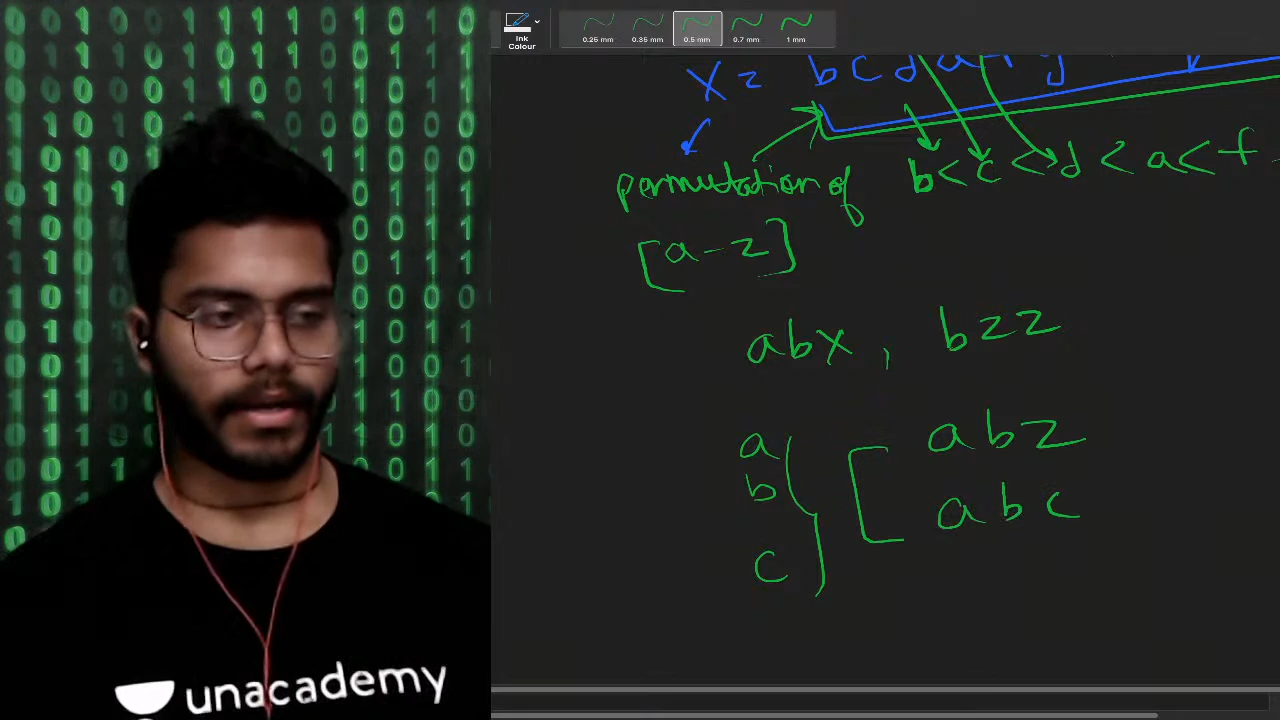 Ink
Colour
0.25 mm
0.35 mm
0.5 mm
0.7 mm
1 mm
X = b c d a f g
permutation of
b < c < d < a < f
[a - z]
abx , bzz
a
b
c
abz
abc
unacademy